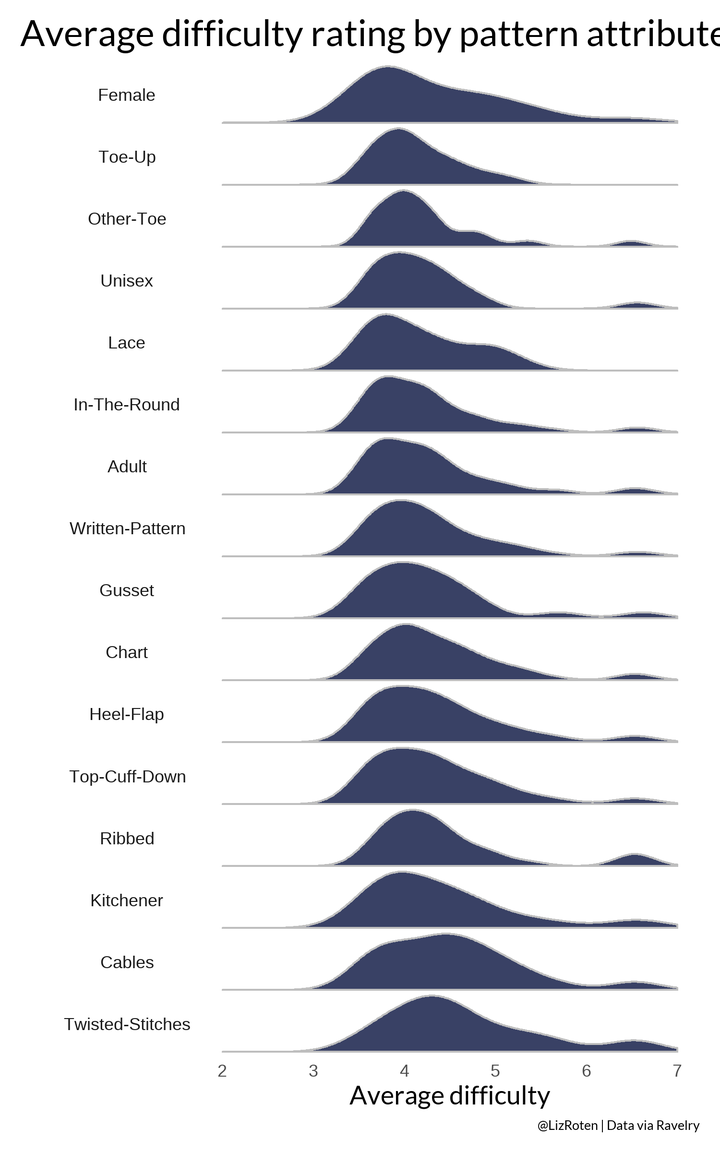 Average difficulty rating by pattern attribute
Female
Toe-Up
Other-Toe
Unisex
Lace
In-The-Round
Adult
Written-Pattern
Gusset
Chart
Heel-Flap
Top-Cuff-Down
Ribbed
Kitchener
Cables
Twisted-Stitches
2 3 4 5 6 7
Average difficulty
@LizRoten | Data via Ravelry